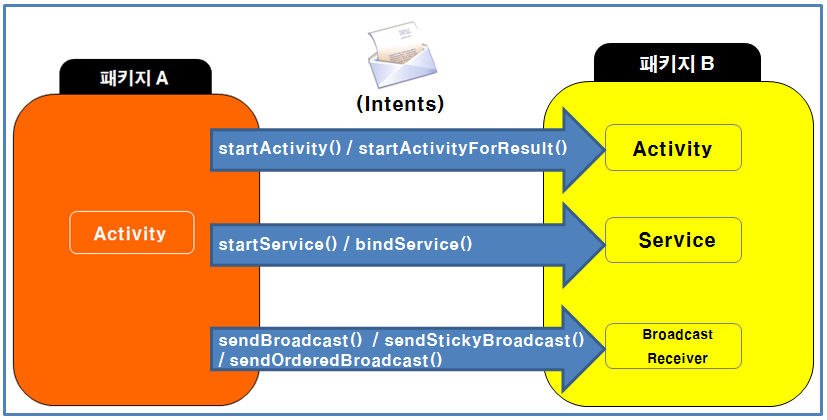 패키지 A
패키지 B
(Intents)
startActivity() / startActivityForResult()
Activity
Activity
startService() / bindService()
Service
sendBroadcast() / sendStickyBroadcast()
/ sendOrderedBroadcast()
Broadcast
Receiver